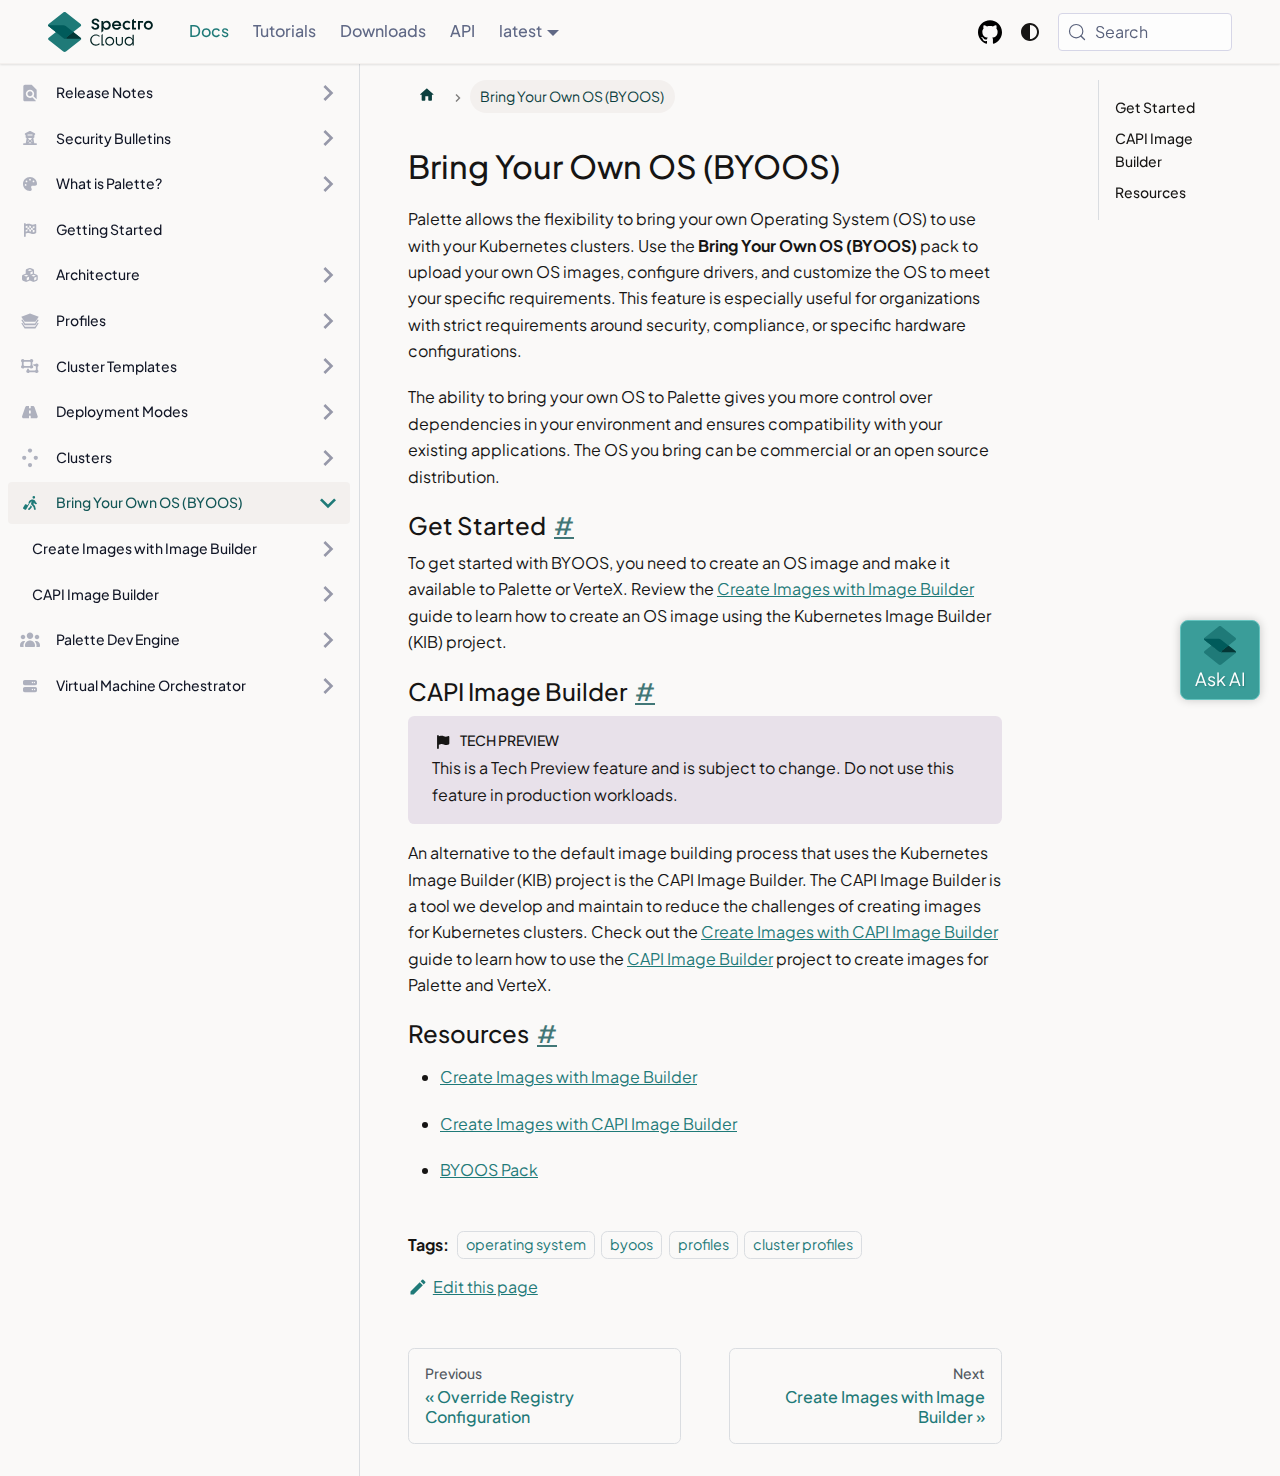 Spectro
Cloud
Docs
Tutorials
Downloads
API
latest
Search
Release Notes
Security Bulletins
What is Palette?
Getting Started
Architecture
Profiles
Cluster Templates
Deployment Modes
Clusters
Bring Your Own OS (BYOOS)
Create Images with Image Builder
CAPI Image Builder
Palette Dev Engine
Virtual Machine Orchestrator
Bring Your Own OS (BYOOS)
Bring Your Own OS (BYOOS)
Palette allows the flexibility to bring your own Operating System (OS) to use
with your Kubernetes clusters. Use the Bring Your Own OS (BYOOS) pack to
upload your own OS images, configure drivers, and customize the OS to meet
your specific requirements. This feature is especially useful for organizations
with strict requirements around security, compliance, or specific hardware
configurations.
The ability to bring your own OS to Palette gives you more control over
dependencies in your environment and ensures compatibility with your
existing applications. The OS you bring can be commercial or an open source
distribution.
Get Started #
To get started with BYOOS, you need to create an OS image and make it
available to Palette or VerteX. Review the Create Images with Image Builder
guide to learn how to create an OS image using the Kubernetes Image Builder
(KIB) project.
CAPI Image Builder #
TECH PREVIEW
This is a Tech Preview feature and is subject to change. Do not use this
feature in production workloads.
An alternative to the default image building process that uses the Kubernetes
Image Builder (KIB) project is the CAPI Image Builder. The CAPI Image Builder is
a tool we develop and maintain to reduce the challenges of creating images
for Kubernetes clusters. Check out the Create Images with CAPI Image Builder
guide to learn how to use the CAPI Image Builder project to create images for
Palette and VerteX.
Resources #
Create Images with Image Builder
Create Images with CAPI Image Builder
BYOOS Pack
Tags: operating system byoos profiles cluster profiles
Edit this page
Previous
« Override Registry
Configuration
Next
Create Images with Image
Builder »
Get Started
CAPI Image
Builder
Resources
Ask AI